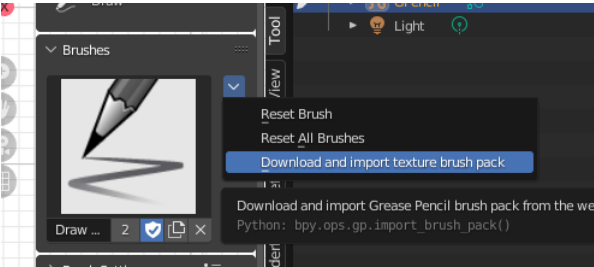 Light
Tool
Brushes
View
Reset Brush
Reset All Brushes
Download and import texture brush pack
Download and import Grease Pencil brush pack from the we
Python: bpy.ops.gp.import_brush_pack()
Draw ...
2